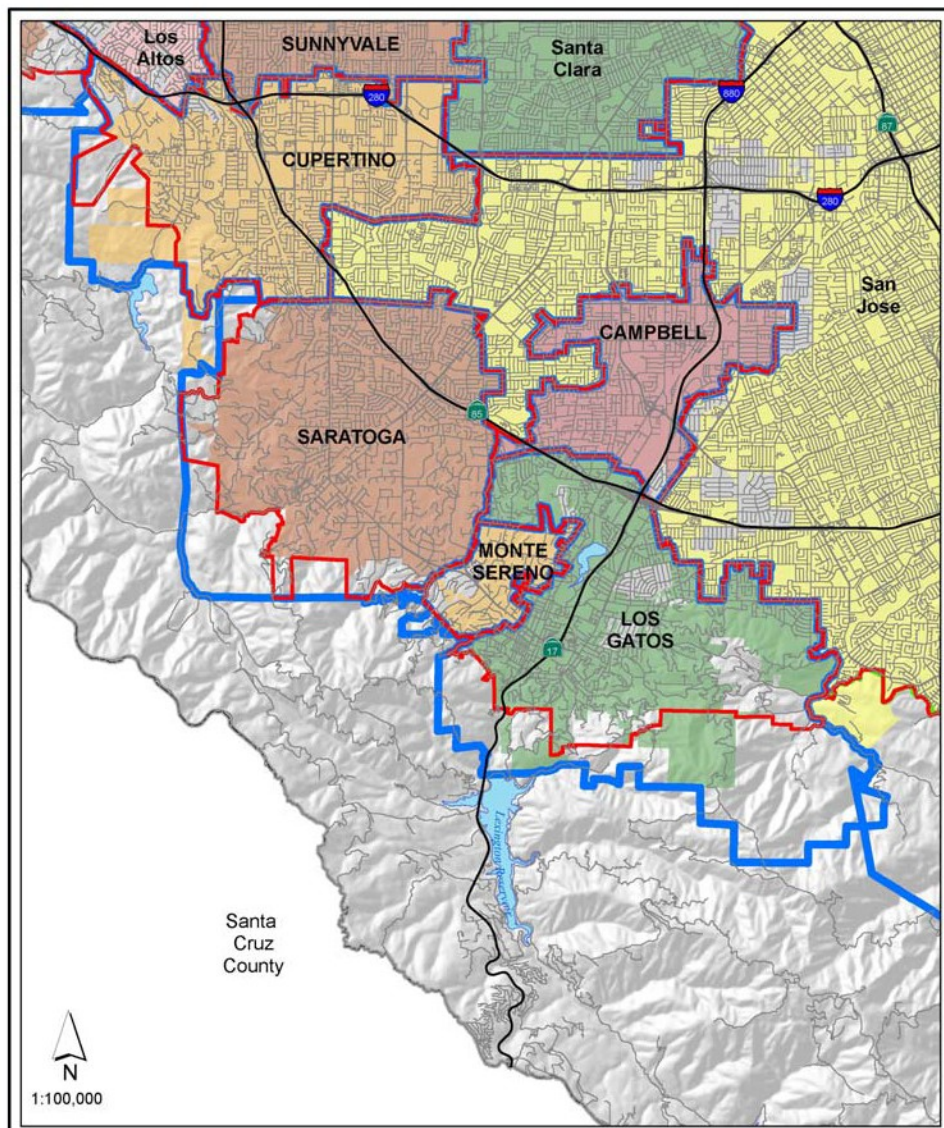 Los
Altos
SUNNYVALE
Santa
Clara
280
880
87
CUPERTINO
280
San
Jose
CAMPBELL
85
SARATOGA
MONTE
SERENO
LOS
GATOS
17
Lexington Reservoir
Santa
Cruz
County
N
1:100,000